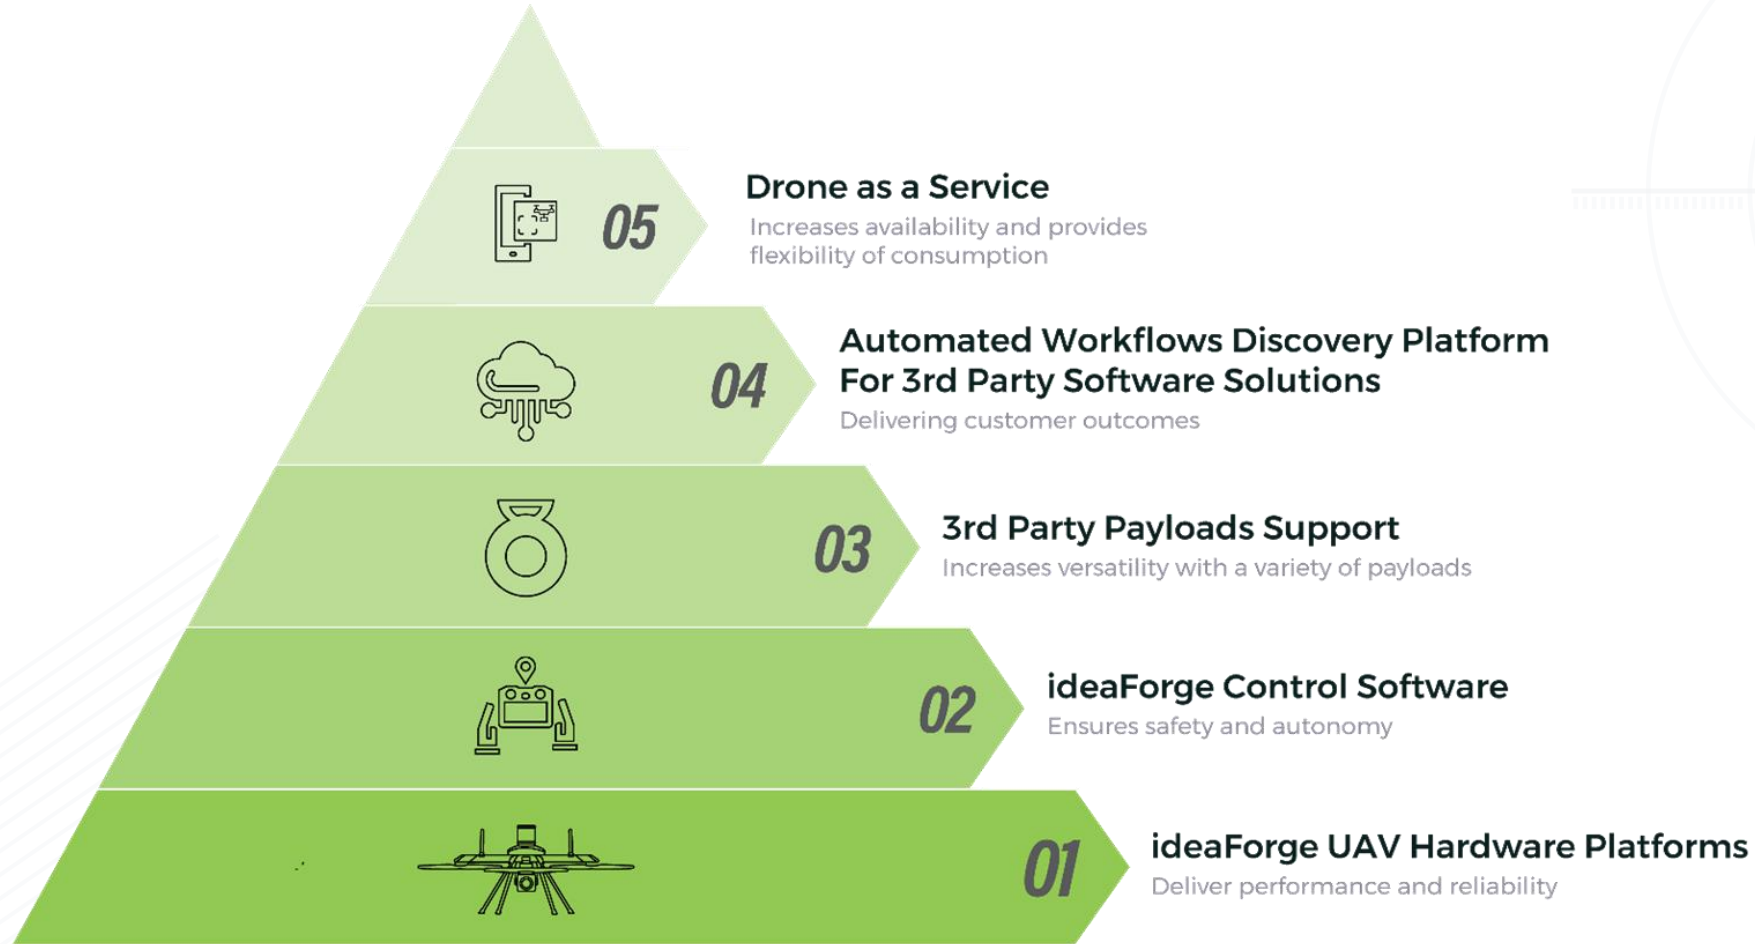 05
Drone as a Service
Increases availability and provides
flexibility of consumption
04
Automated Workflows Discovery Platform
For 3rd Party Software Solutions
Delivering customer outcomes
03
3rd Party Payloads Support
Increases versatility with a variety of payloads
02
ideaForge Control Software
Ensures safety and autonomy
01
ideaForge UAV Hardware Platforms
Deliver performance and reliability